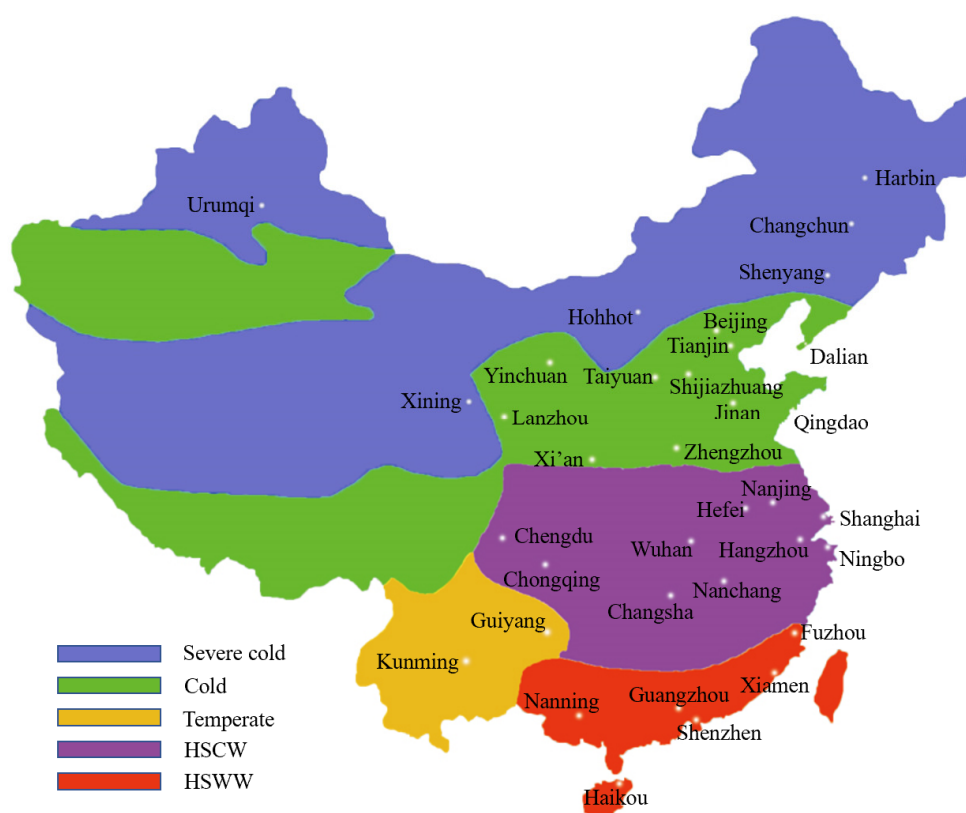 Harbin
Urumqi
Changchun
Shenyang
Hohhot
Beijing
Tianjin
Dalian
Yinchuan
Taiyuan
Shijiazhuang
Xining
Lanzhou
Jinan
Qingdao
Xi’an
Zhengzhou
Nanjing
Hefei
Shanghai
Chengdu
Wuhan
Hangzhou
Ningbo
Chongqing
Nanchang
Changsha
Guiyang
Fuzhou
Kunming
Xiamen
Nanning
Guangzhou
Shenzhen
Haikou
Severe cold
Cold
Temperate
HSCW
HSWW